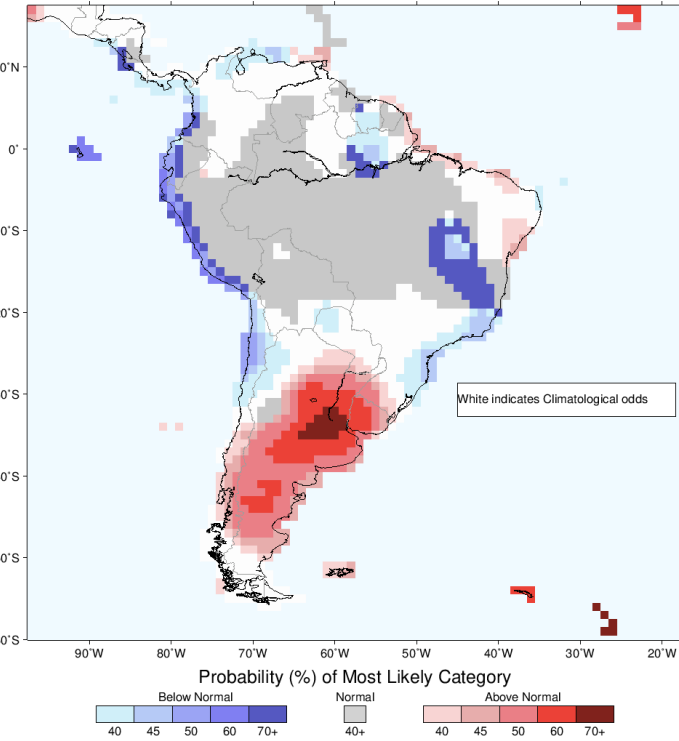 0°N
0°
0°S
0°S
White indicates Climatological odds
0°S
0°S
0°S
0°S
90°W 80°W 70°W 60°W 50°W 40°W 30°W 20°W
Probability (%) of Most Likely Category
Below Normal Normal Above Normal
40 45 50 60 70+ 40+ 40 45 50 60 70+